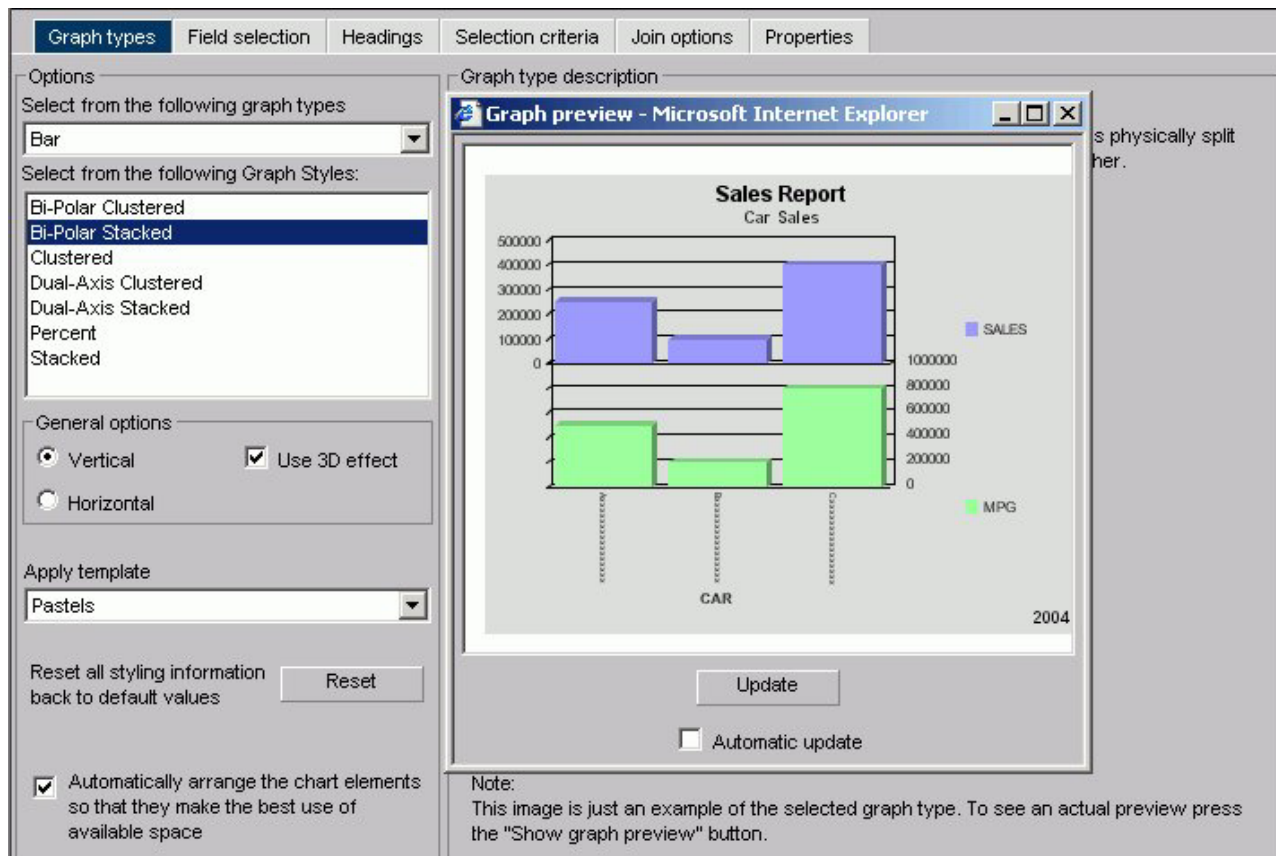 Graph types Field selection Headings Selection criteria Join options Properties
Options
Select from the following graph types
Bar
Select from the following Graph Styles:
Bi-Polar Clustered
Bi-Polar Stacked
Clustered
Dual-Axis Clustered
Dual-Axis Stacked
Percent
Stacked
General options
Vertical
Use 3D effect
Horizontal
Apply template
Pastels
Reset all styling information
back to default values
Reset
Automatically arrange the chart elements
so that they make the best use of
available space
Graph type description
s physically split
her.
Graph preview - Microsoft Internet Explorer
Sales Report
Car Sales
500000
400000
300000
200000
100000
0
SALES
1000000
800000
600000
400000
200000
0
MPG
CAR
2004
Update
Automatic update
Note:
This image is just an example of the selected graph type. To see an actual preview press
the "Show graph preview" button.